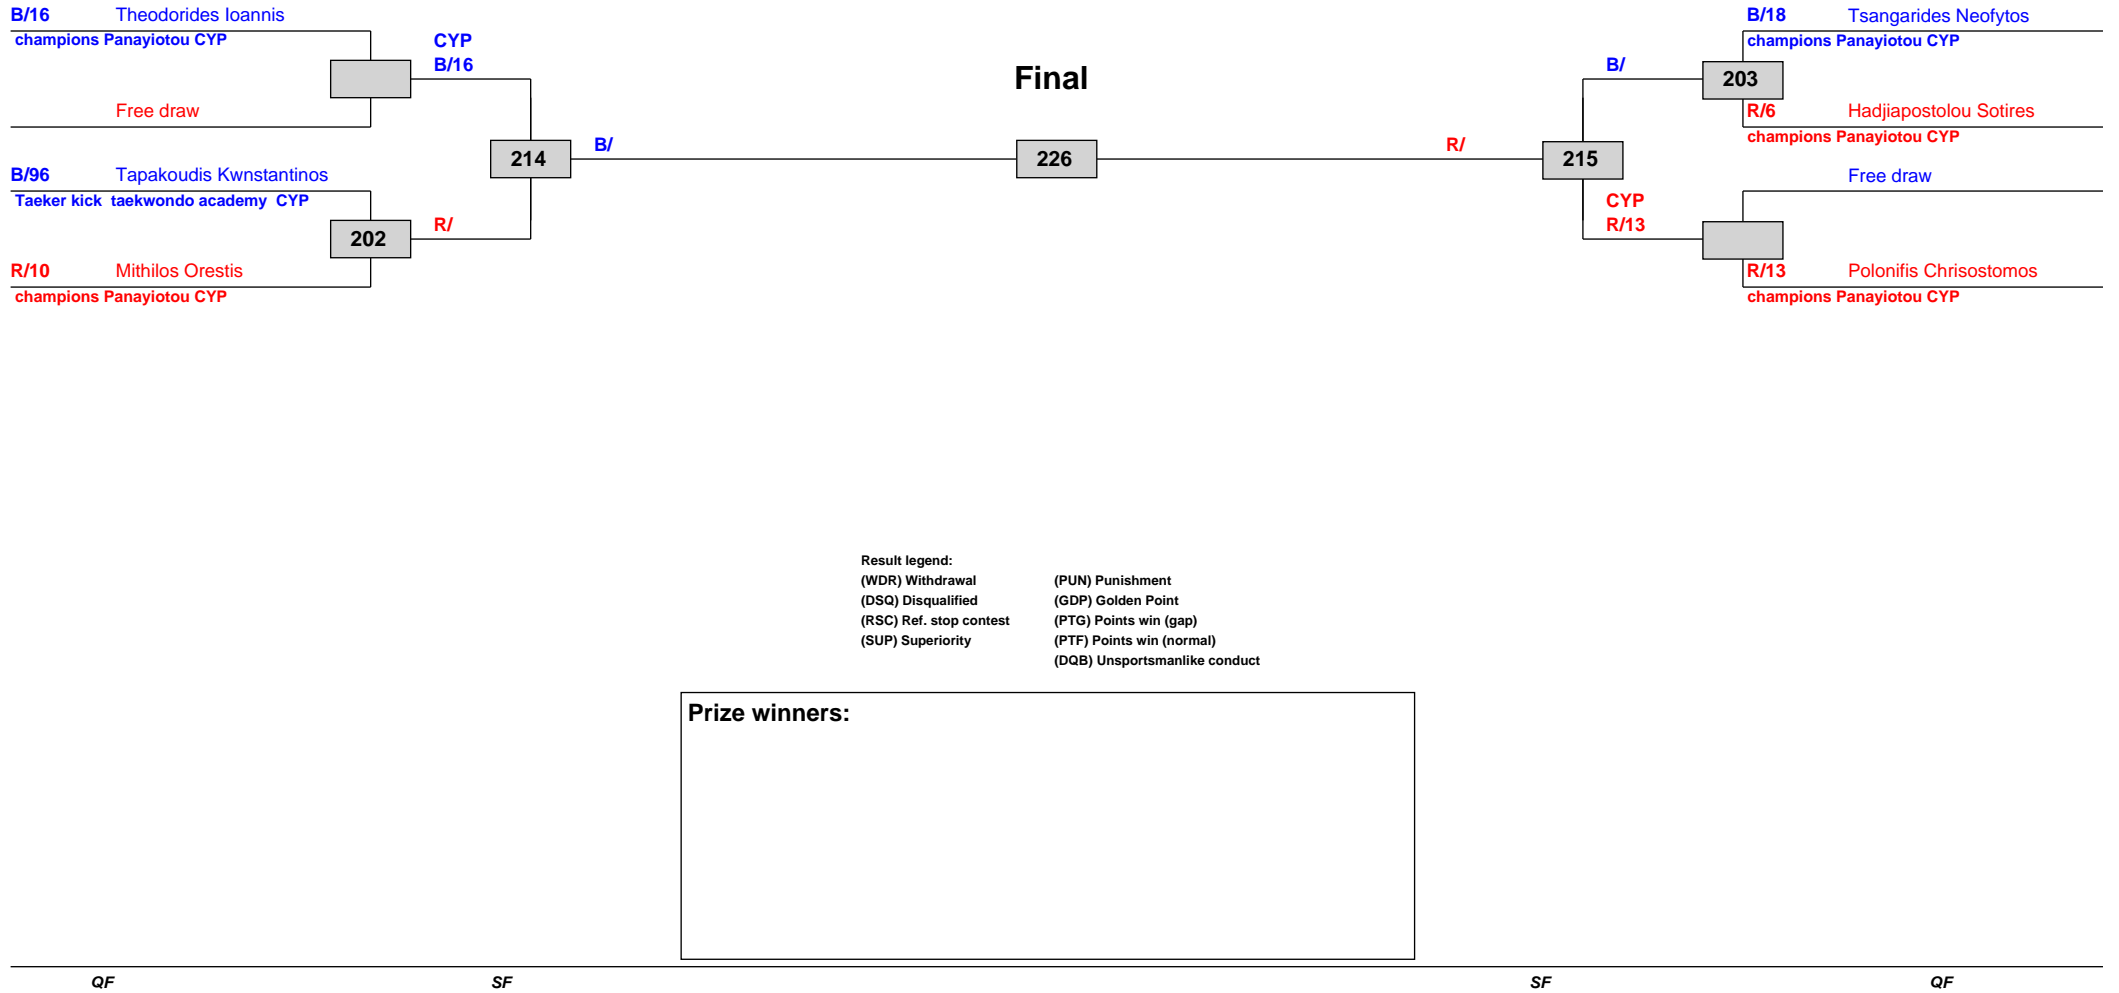 B/16 Theodorides Ioannis
champions Panayiotou CYP
Free draw
CYP
B/16
B/96 Tapakoudis Kwnstantinos
Taeker kick taekwondo academy CYP
202
R/
R/10 Mithilos Orestis
champions Panayiotou CYP
214
B/
Final
226
R/
215
B/
203
B/18 Tsangarides Neofytos
champions Panayiotou CYP
R/6 Hadjiapostolou Sotires
champions Panayiotou CYP
Free draw
CYP
R/13
R/13 Polonifis Chrisostomos
champions Panayiotou CYP
Result legend:
(WDR) Withdrawal (PUN) Punishment
(DSQ) Disqualified (GDP) Golden Point
(RSC) Ref. stop contest (PTG) Points win (gap)
(SUP) Superiority (PTF) Points win (normal)
(DQB) Unsportsmanlike conduct
Prize winners:
QF SF SF QF